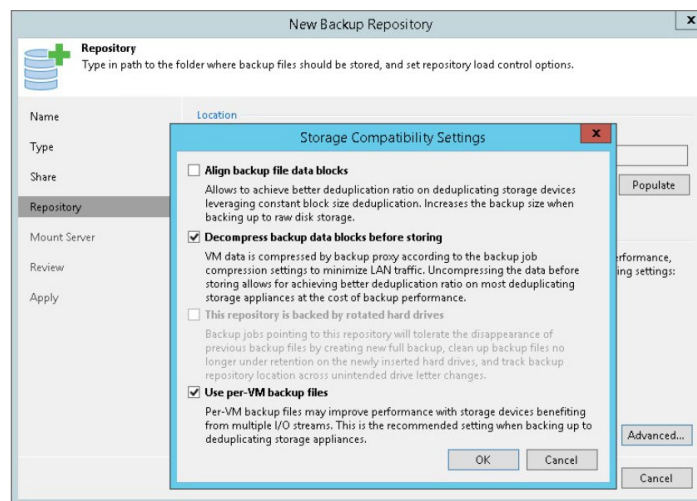 New Backup Repository
x
Repository
Type in path to the folder where backup files should be stored, and set repository load control options.
Name
Type
Share
Repository
Mount Server
Review
Apply
Location
Populate
erformance,
ing settings:
Advanced...
Cancel
Storage Compatibility Settings
x
Align backup file data blocks
Allows to achieve better deduplication ratio on deduplicating storage devices
leveraging constant block size deduplication. Increases the backup size when
backing up to raw disk storage.
Decompress backup data blocks before storing
VM data is compressed by backup proxy according to the backup job
compression settings to minimize LAN traffic. Uncompressing the data before
storing allows for achieving better deduplication ratio on most deduplicating
storage appliances at the cost of backup performance.
This repository is backed by rotated hard drives
Backup jobs pointing to this repository will tolerate the disappearance of
previous backup files by creating new full backup, clean up backup files no
longer under retention on the newly inserted hard drives, and track backup
repository location across unintended drive letter changes.
Use per-VM backup files
Per-VM backup files may improve performance with storage devices benefiting
from multiple I/O streams. This is the recommended setting when backing up to
deduplicating storage appliances.
OK
Cancel